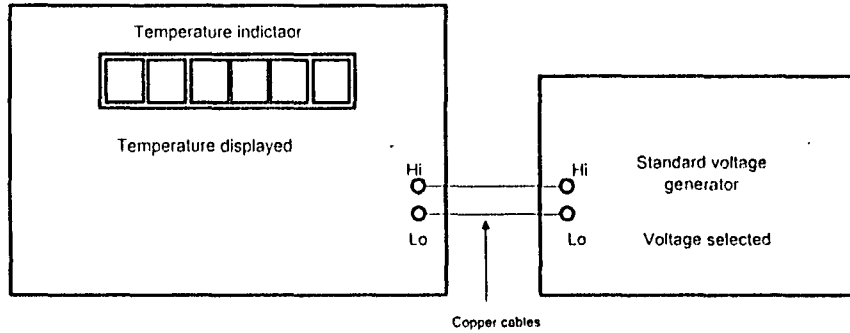 Temperature indictaor
Temperature displayed
Hi
Hi
Standard voltage
generator
Lo
Lo
Voltage selected
Copper cables